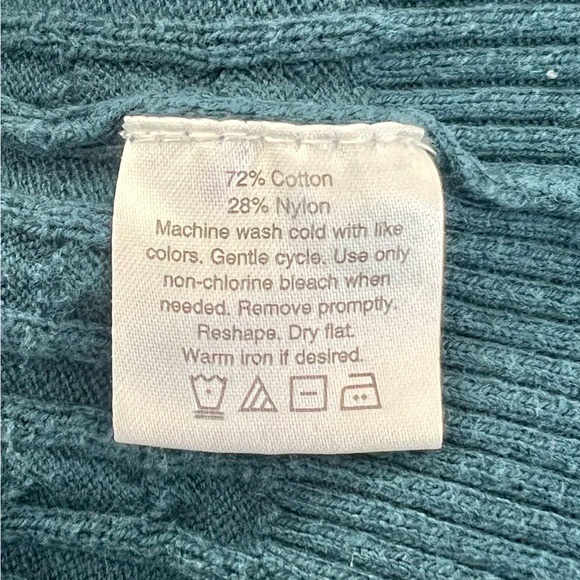 72% Cotton
28% Nylon
Machine wash cold with like
colors. Gentle cycle. Use only
non-chlorine bleach when
needed. Remove promptly.
Reshape. Dry flat.
Warm iron if desired.